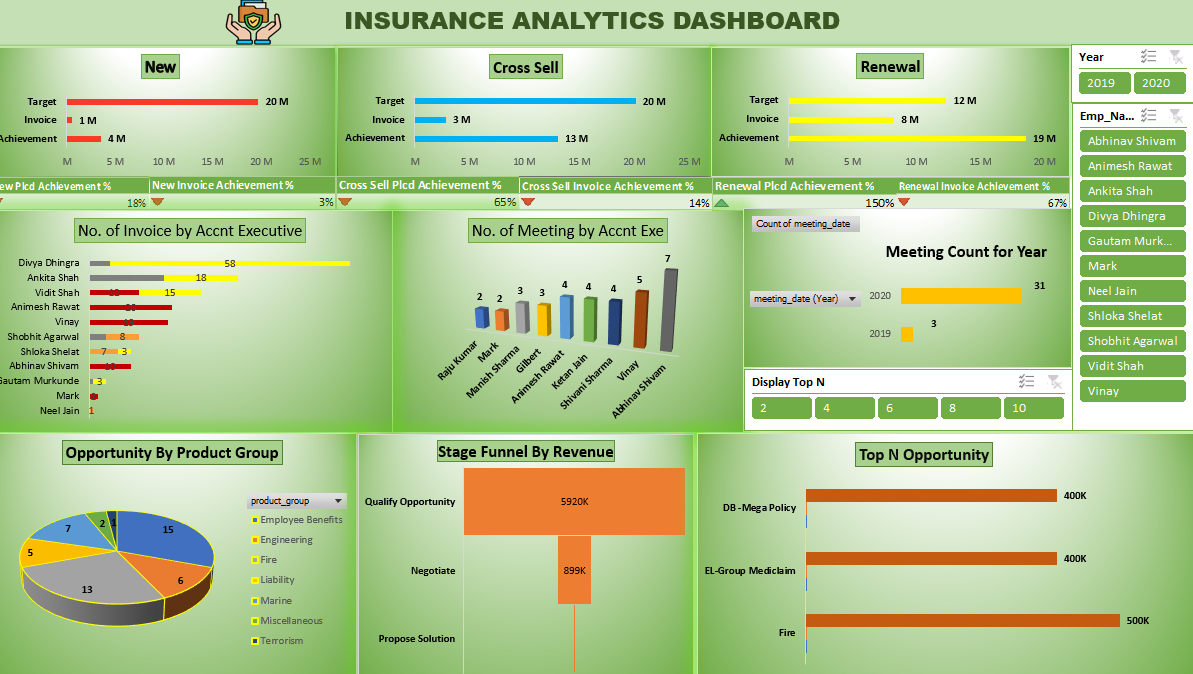 INSURANCE ANALYTICS DASHBOARD
New
Target
20 M
Invoice
1 M
Achievement
4 M
M 5 M 10 M 15 M 20 M 25 M
Cross Sell
Target
20 M
Invoice
3 M
Achievement
13 M
M 5 M 10 M 15 M 20 M 25 M
Renewal
Target
12 M
Invoice
8 M
Achievement
19 M
M 5 M 10 M 15 M 20 M
Year
2019 2020
Emp_Na...
Abhinav Shivam
Animesh Rawat
Ankita Shah
Divya Dhingra
Gautam Murk...
Mark
Neel Jain
Shloka Shelat
Shobhit Agarwal
Vidit Shah
Vinay
ew Plcd Achievement %
18%
New Invoice Achievement %
3%
Cross Sell Plcd Achievement %
65%
Cross Sell Invoice Achievement %
14%
Renewal Plcd Achievement %
150%
Renewal Invoice Achievement %
67%
No. of Invoice by Accnt Executive
Divya Dhingra
58
Ankita Shah
18
Vidit Shah
15
Animesh Rawat
Vinay
Shobhit Agarwal
8
Shloka Shelat
7 3
Abhinav Shivam
Gautam Murkunde
3
Mark
Neel Jain
1
No. of Meeting by Accnt Exe
2 2 3 3 4 4 4 5 7
Raju Kumar
Mark
Manish Sharma
Gilbert
Animesh Rawat
Ketan Jain
Shivani Sharma
Vinay
Abhinav Shivam
Count of meeting_date
Meeting Count for Year
meeting_date (Year)
2020
31
2019
3
Display Top N
2 4 6 8 10
Opportunity By Product Group
15
6
13
5
7
2
1
product_group
Employee Benefits
Engineering
Fire
Liability
Marine
Miscellaneous
Terrorism
Stage Funnel By Revenue
Qualify Opportunity
5920K
Negotiate
899K
Propose Solution
Top N Opportunity
DB -Mega Policy
400K
EL-Group Mediclaim
400K
Fire
500K